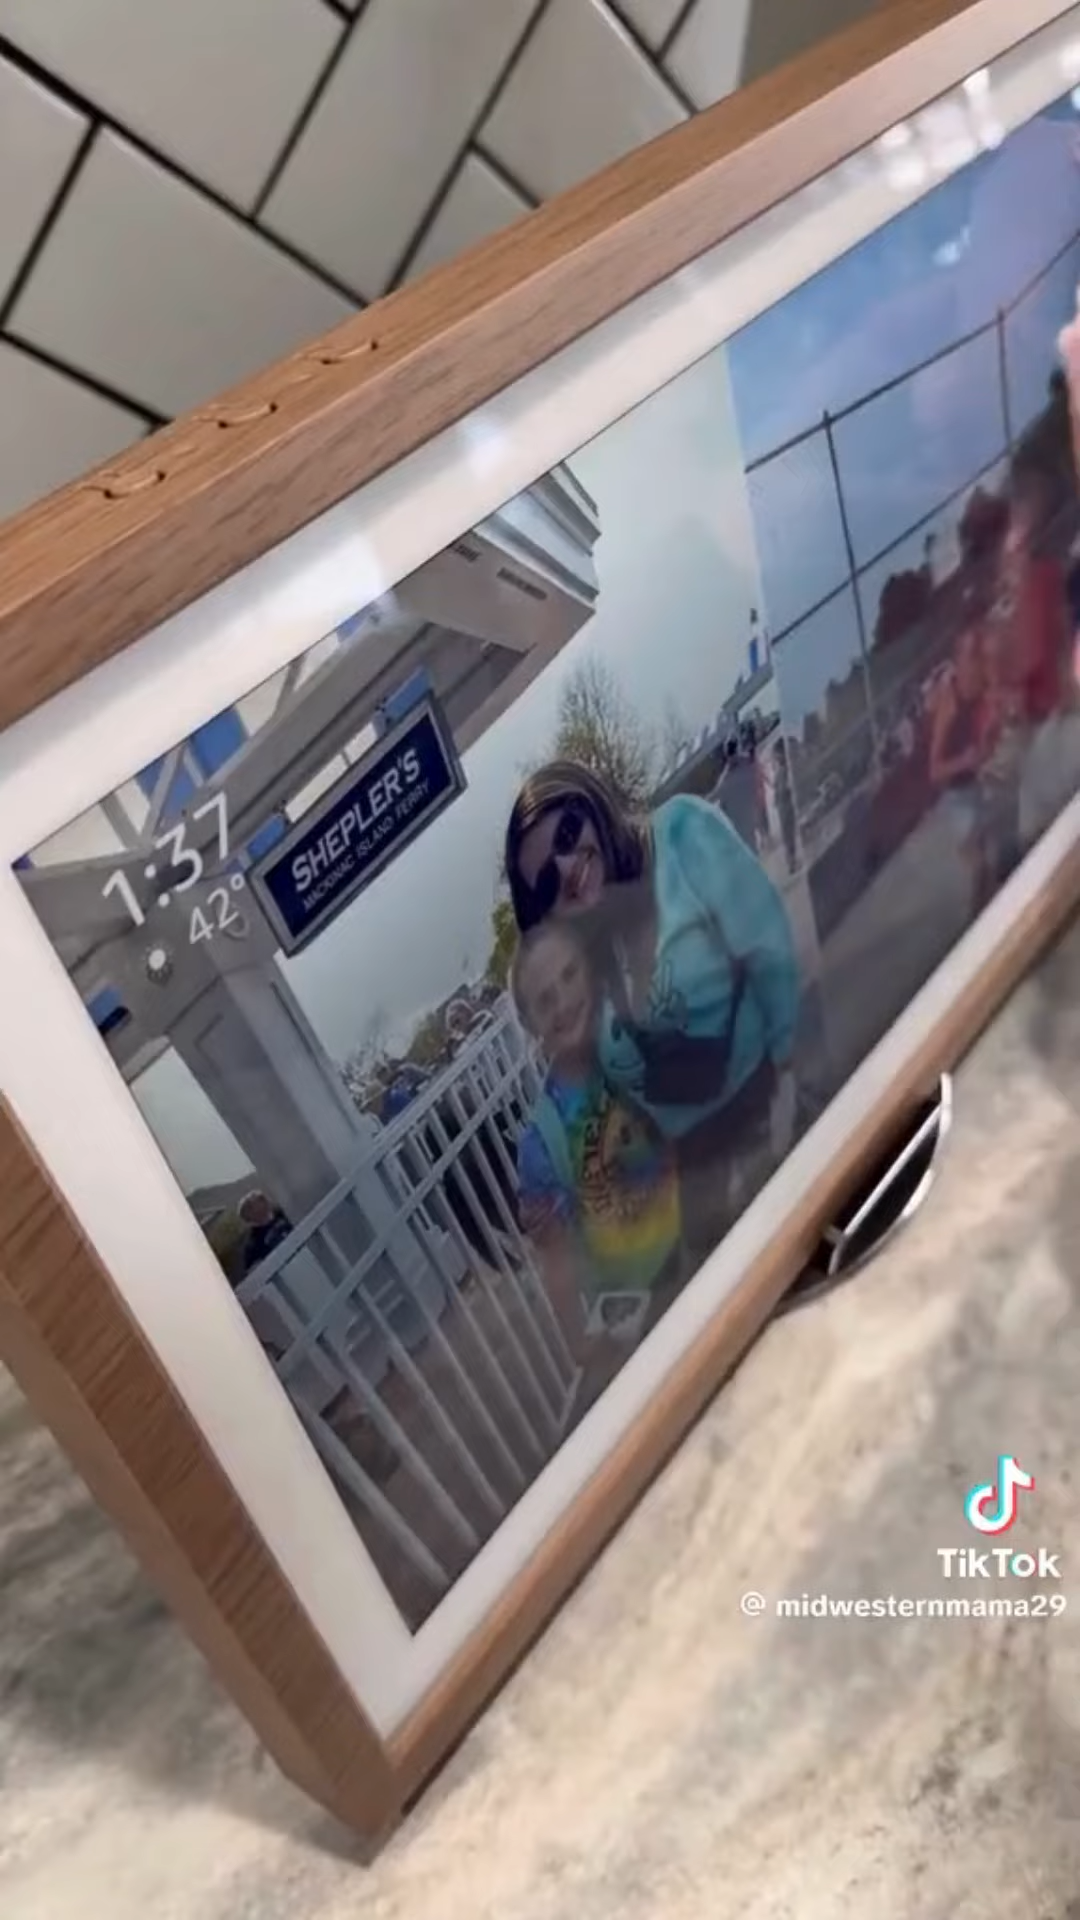 SHEPLER'S
MACKINAC ISLAND FERRY
1:37
42°
TikTok
@ midwesternmama29